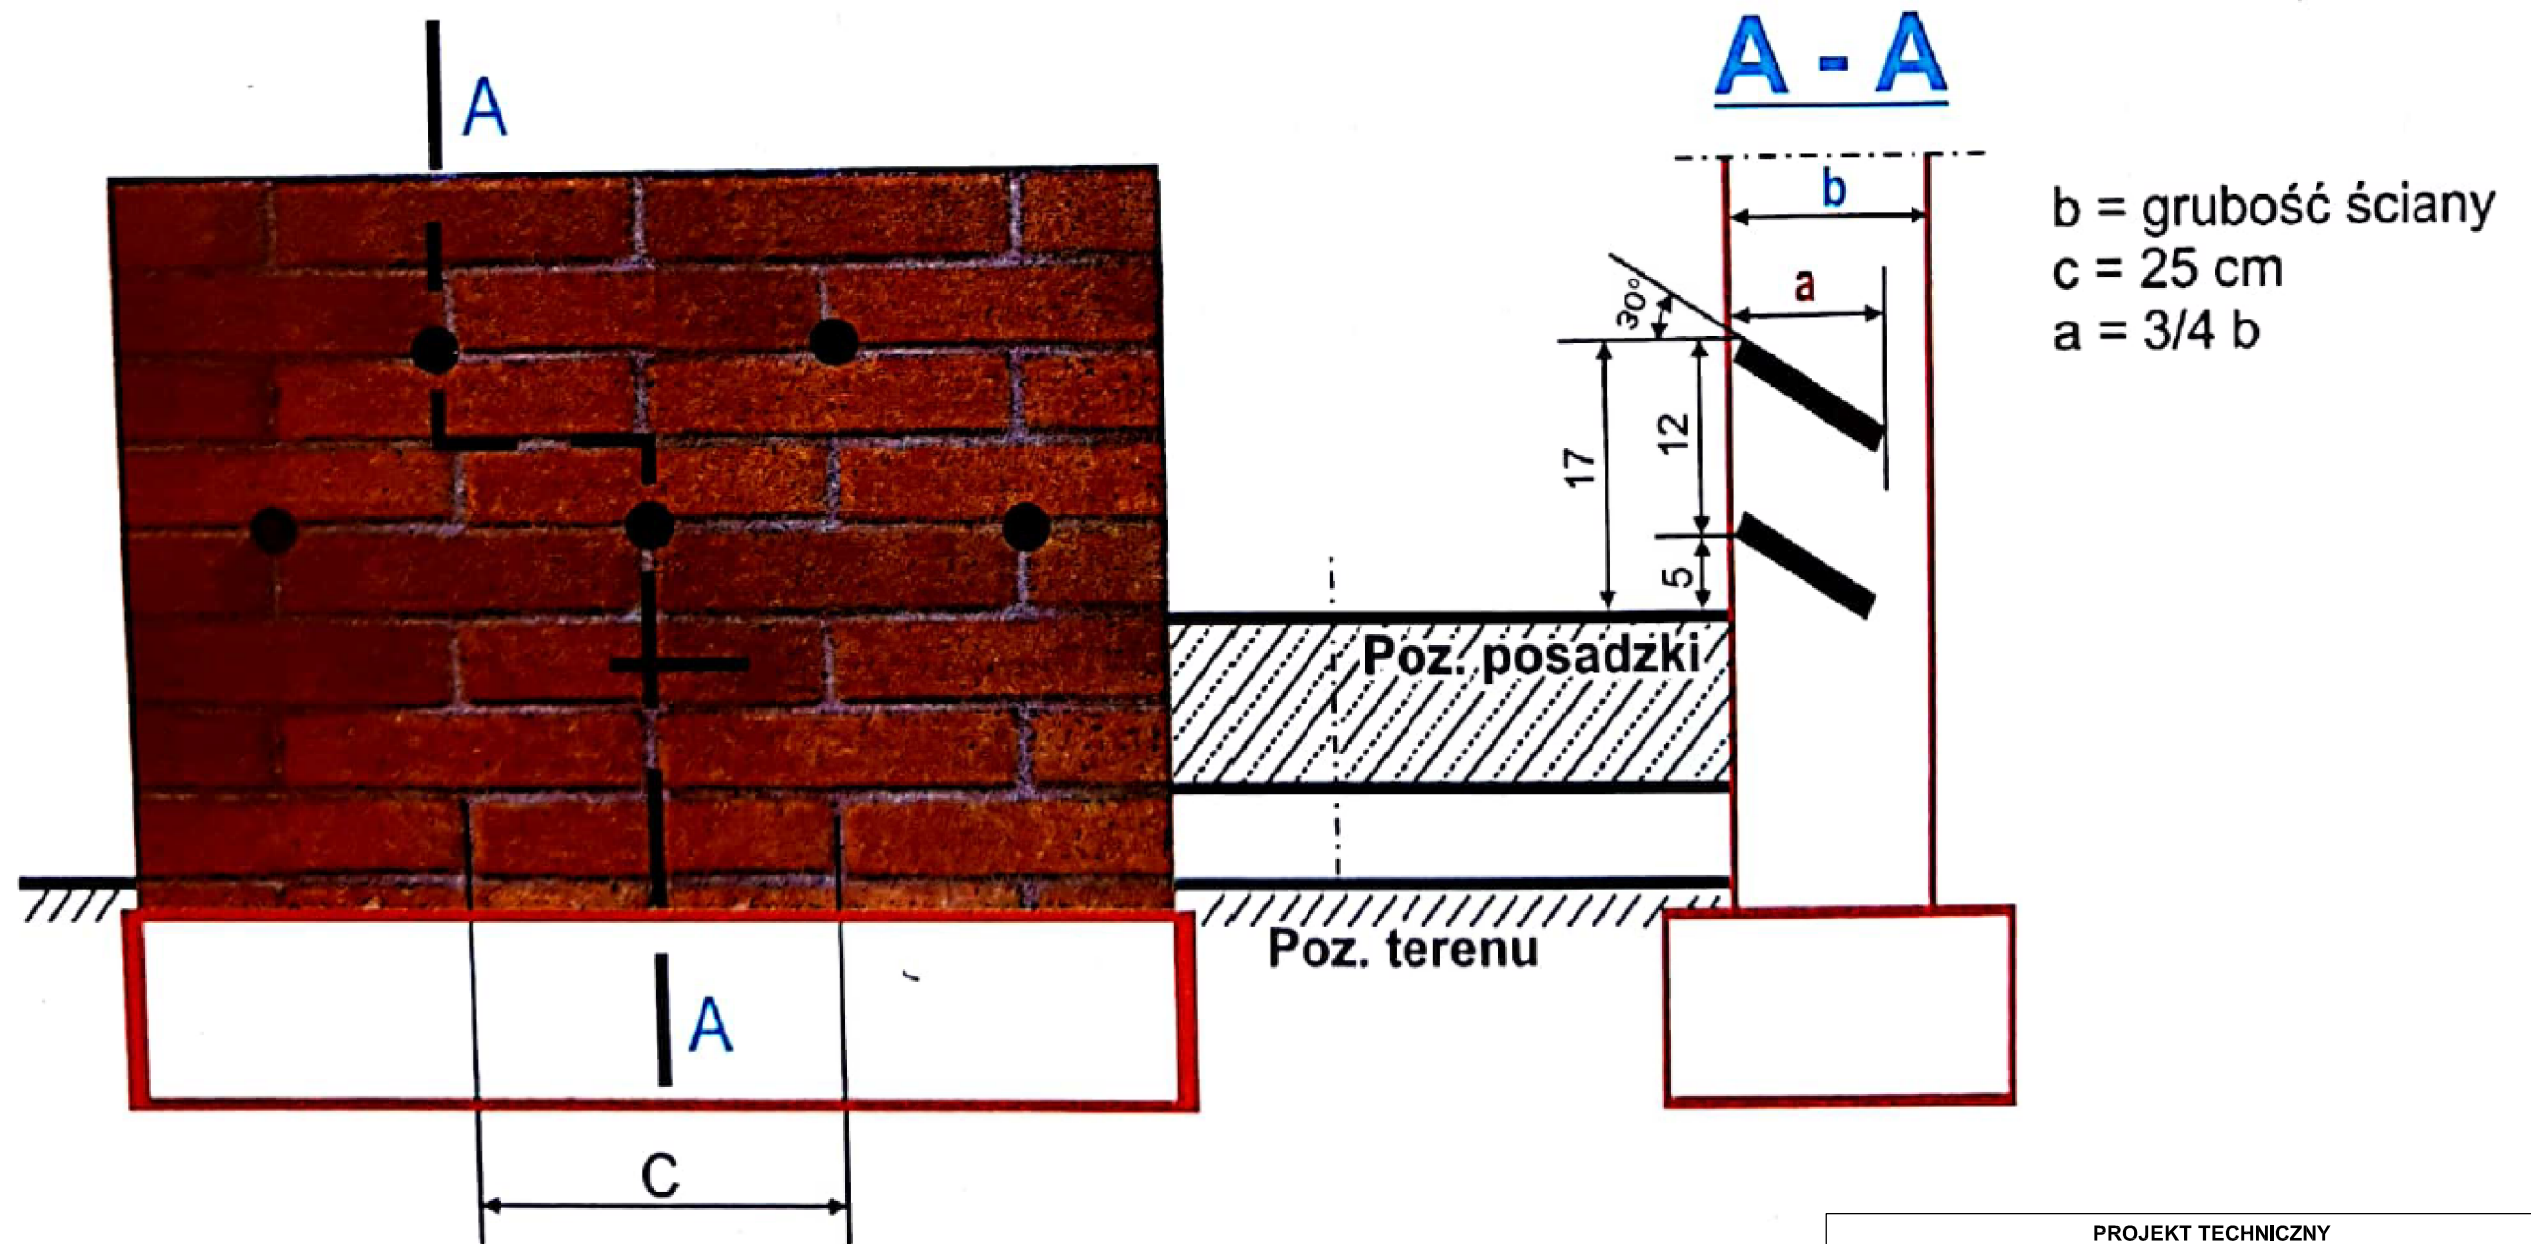 A
A - A
b
b = grubość ściany
c = 25 cm
a = 3/4 b
a
30°
17
12
5
Poz. posadzki
Poz. terenu
A
C
PROJEKT TECHNICZNY